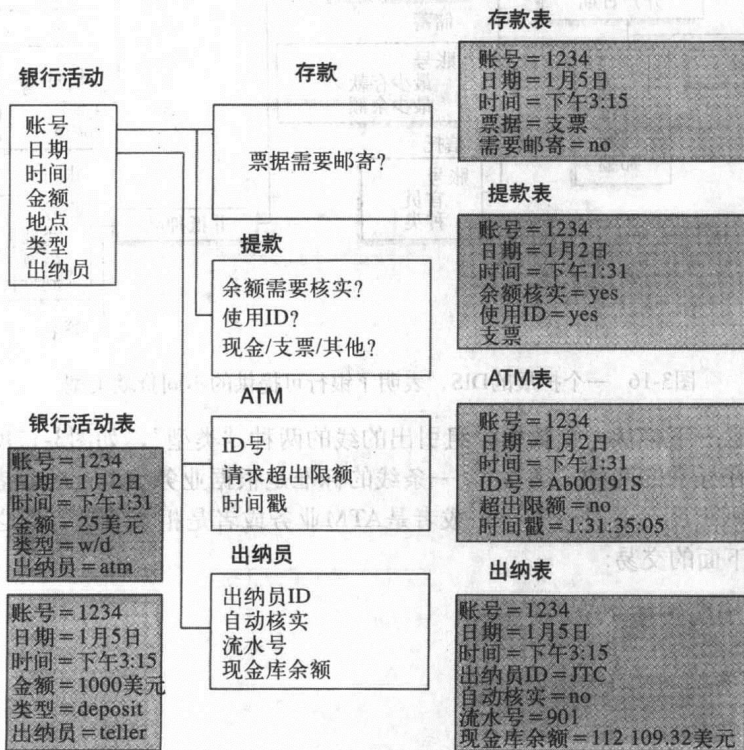 银行活动
账号
日期
时间
金额
地点
类型
出纳员
存款
票据需要邮寄?
提款
余额需要核实?
使用ID?
现金/支票/其他?
ATM
ID号
请求超出限额
时间戳
出纳员
出纳员ID
自动核实
流水号
现金库余额
银行活动表
账号=1234
日期=1月2日
时间=下午1:31
金额=25美元
类型=w/d
出纳员=atm
账号=1234
日期=1月5日
时间=下午3:15
金额=1000美元
类型=deposit
出纳员=teller
存款表
账号=1234
日期=1月5日
时间=下午3:15
票据=支票
需要邮寄=no
提款表
账号=1234
日期=1月2日
时间=下午1:31
余额核实=yes
使用ID=yes
支票
ATM表
账号=1234
日期=1月2日
时间=下午1:31
ID号=Ab00191S
超出限额=no
时间戳=1:31:35:05
出纳表
账号=1234
日期=1月5日
时间=下午3:15
出纳员ID=JTC
自动核实=no
流水号=901
现金库余额=112 109.32美元